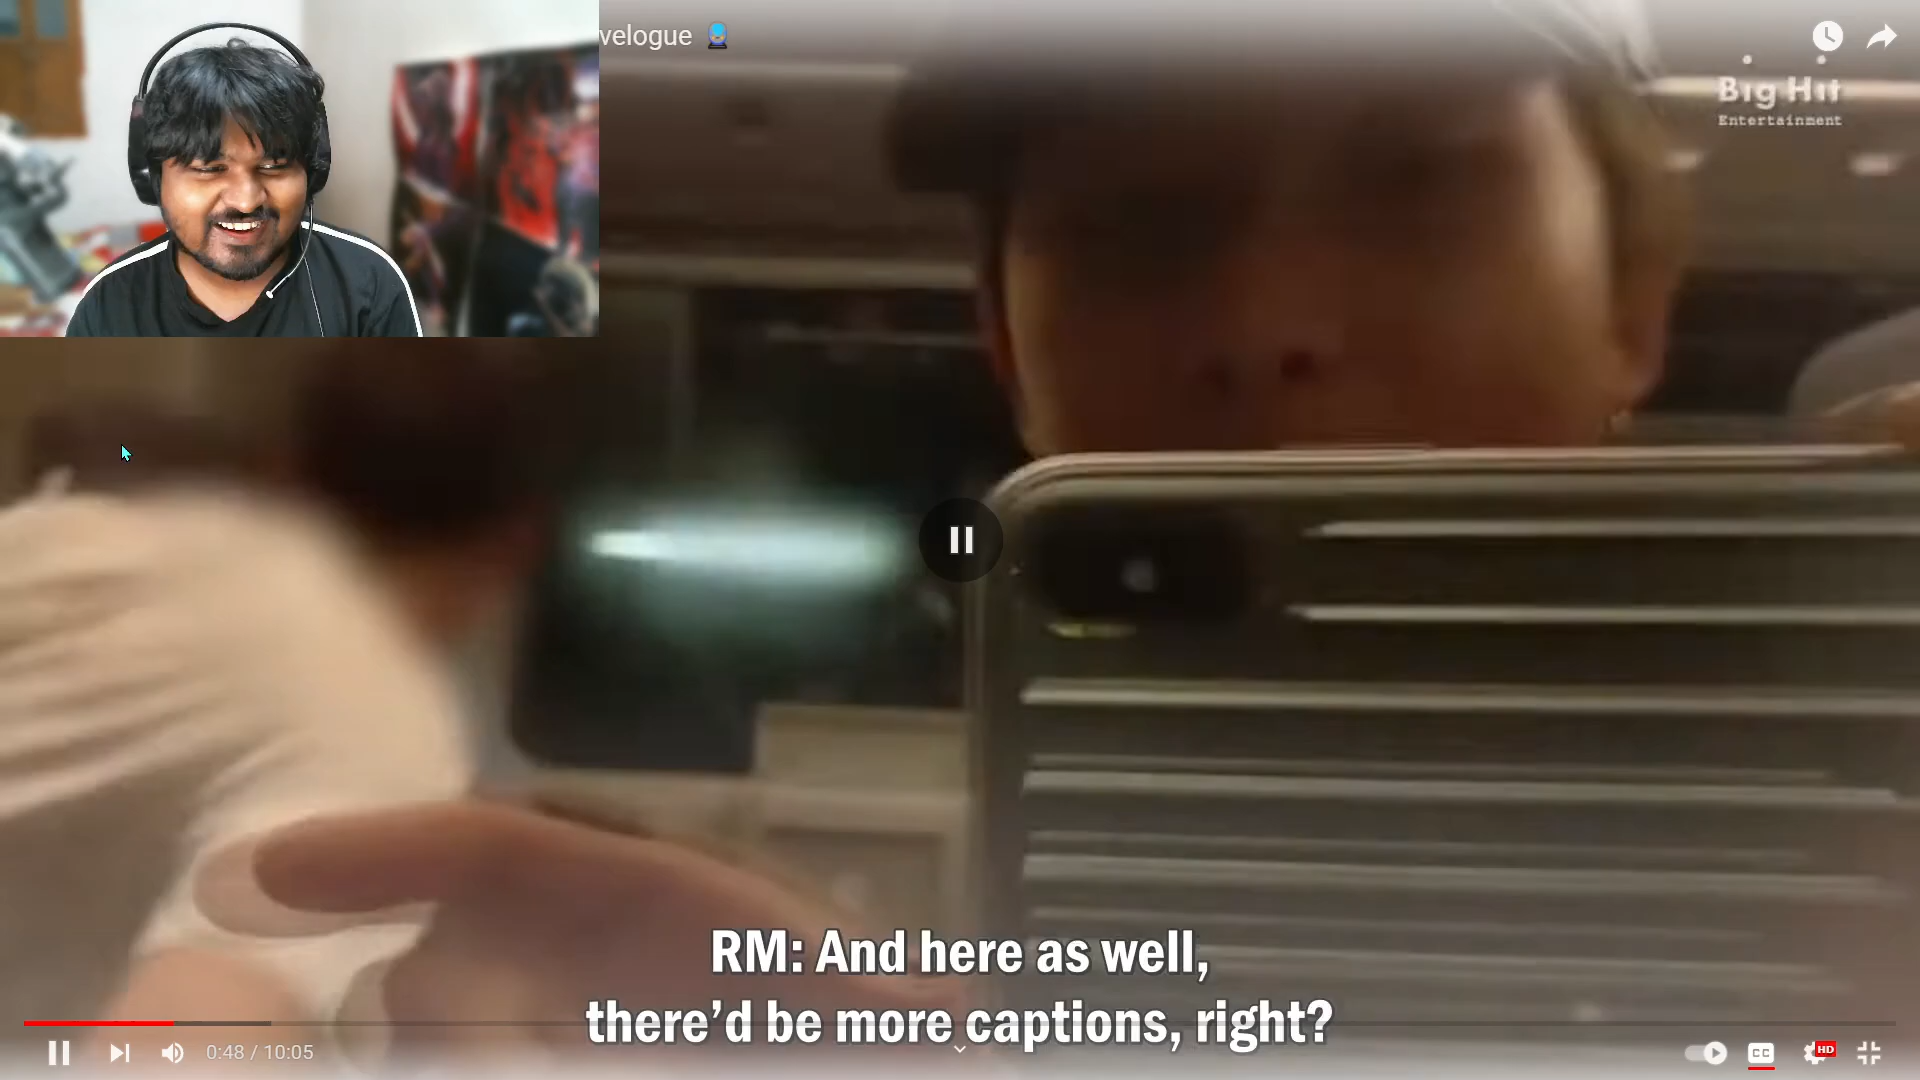 velogue
Big Hit
Entertainment
RM: And here as well,
there'd be more captions, right?
0:48 / 10:05
CC
HD